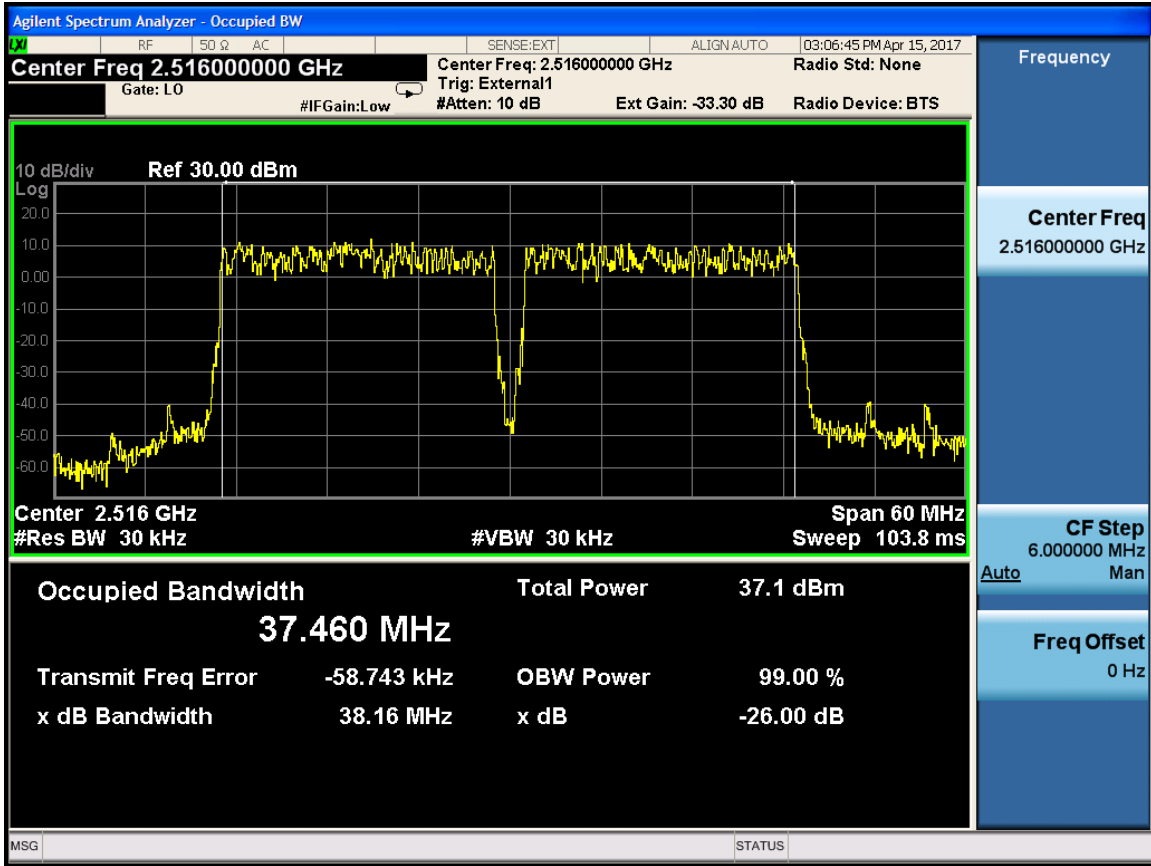 Agilent Spectrum Analyzer - Occupied BW
LXI RF 50 Ω AC SENSE:EXT ALIGN AUTO 03:06:45 PM Apr 15, 2017
Center Freq 2.516000000 GHz
Gate: LO
#IFGain:Low
Center Freq: 2.516000000 GHz
Trig: External1
#Atten: 10 dB
Ext Gain: -33.30 dB
Radio Std: None
Radio Device: BTS
10 dB/div
Ref 30.00 dBm
Log
20.0
10.0
0.00
-10.0
-20.0
-30.0
-40.0
-50.0
-60.0
Center 2.516 GHz
Span 60 MHz
#Res BW 30 kHz
#VBW 30 kHz
Sweep 103.8 ms
Occupied Bandwidth
37.460 MHz
Total Power 37.1 dBm
Transmit Freq Error -58.743 kHz
OBW Power 99.00 %
x dB Bandwidth 38.16 MHz
x dB -26.00 dB
Frequency
Center Freq
2.516000000 GHz
CF Step
6.000000 MHz
Auto Man
Freq Offset
0 Hz
MSG
STATUS